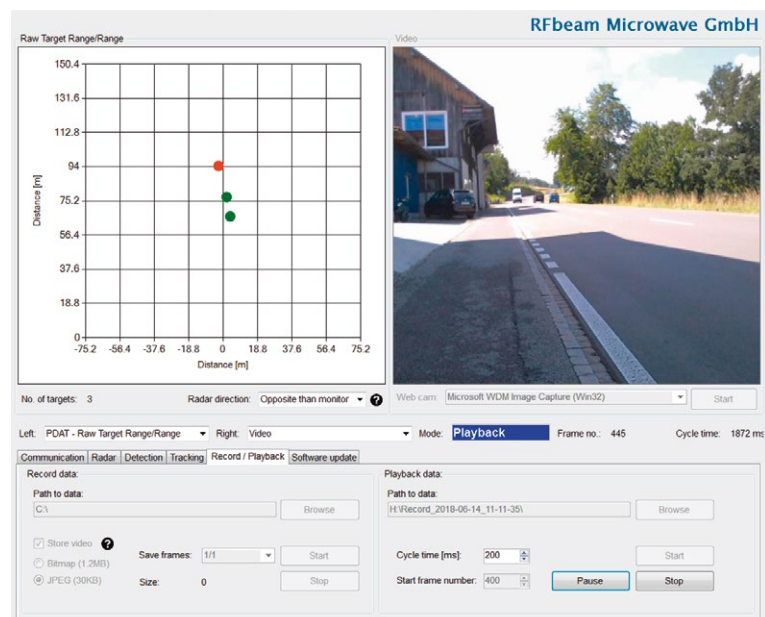 RFbeam Microwave GmbH
Raw Target Range/Range
Video
150.4
131.6
112.8
94
75.2
56.4
37.6
18.8
0
Distance [m]
-75.2 -56.4 -37.6 -18.8 0 18.8 37.6 56.4 75.2
Distance [m]
No. of targets: 3 Radar direction: Opposite than monitor ?
Web cam: Microsoft WDM Image Capture (Win32) Start
Left: PDAT - Raw Target Range/Range Right: Video Mode: Playback Frame no.: 445 Cycle time: 1872 ms
Communication Radar Detection Tracking Record / Playback Software update
Record data:
Path to data:
C:\ Browse
Store video ?
Bitmap (1.2MB)
JPEG (30KB)
Save frames: 1/1 Start
Size: 0 Stop
Playback data:
Path to data:
H:\Record_2018-06-14_11-11-35\ Browse
Cycle time [ms]: 200 Start
Start frame number: 400 Pause Stop